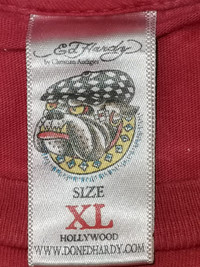 Ed Hardy
by Christian Audigier
SIZE
XL
HOLLYWOOD
WWW.DONEDHARDY.COM